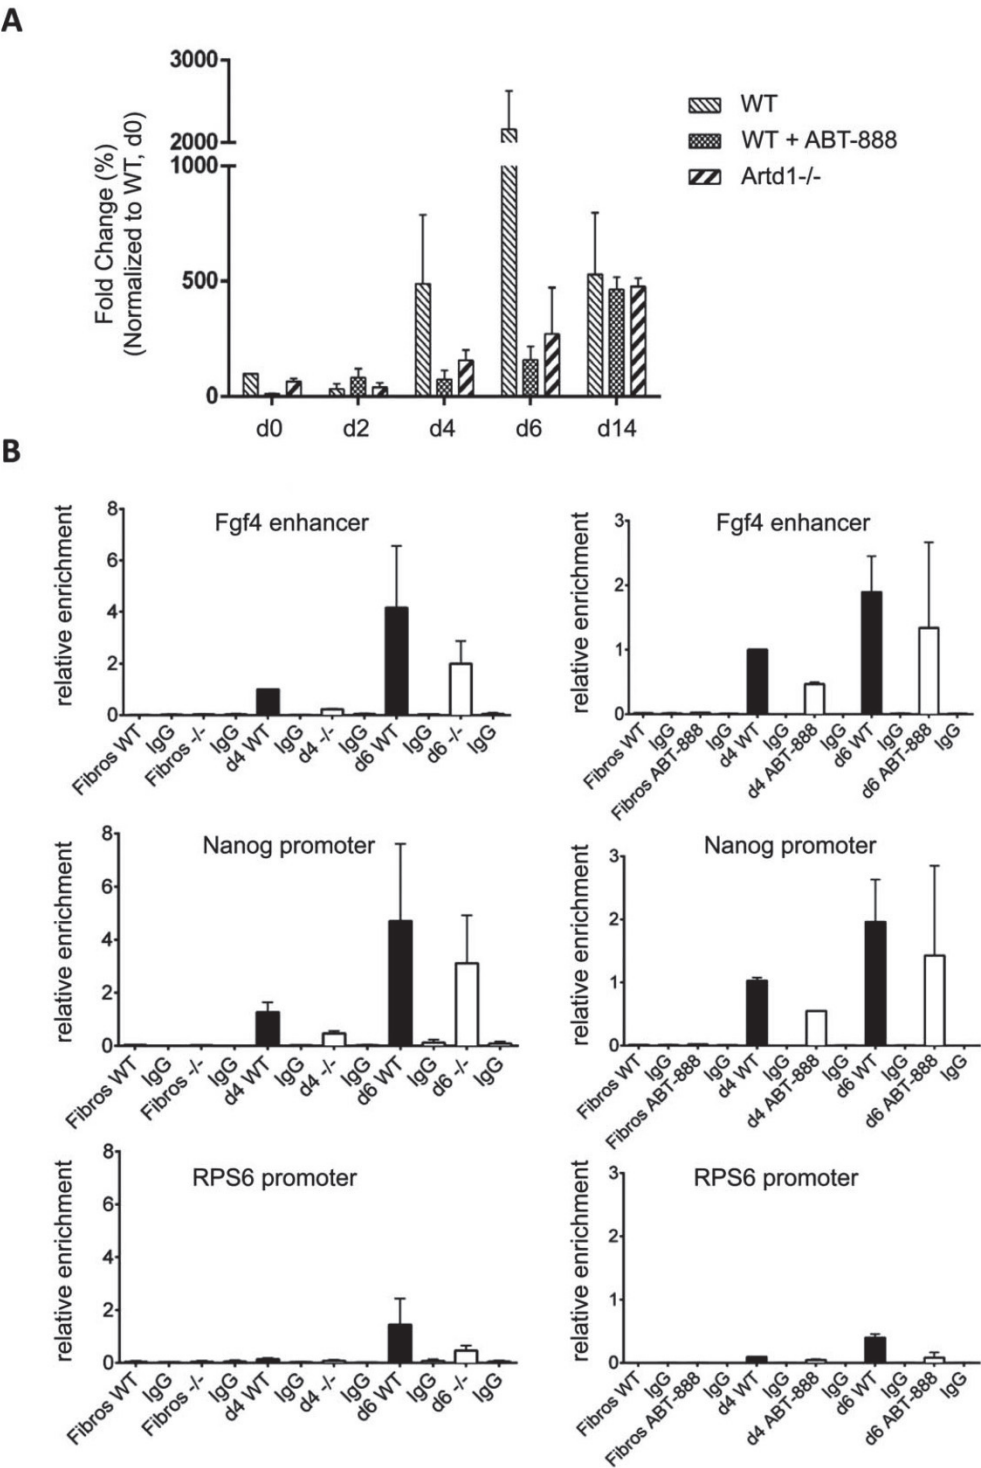 A
Fold Change (%)
(Normalized to WT, d0)
3000
2000
1000
500
0
d0
d2
d4
d6
d14
WT
WT + ABT-888
Artd1-/-
B
Fgf4 enhancer
relative enrichment
8
6
4
2
0
Fibros WT
IgG
Fibros -/-
IgG
d4 WT
IgG
d4 -/-
IgG
d6 WT
IgG
d6 -/-
IgG
Fgf4 enhancer
relative enrichment
3
2
1
0
Fibros WT
IgG
Fibros ABT-888
IgG
d4 WT
IgG
d4 ABT-888
IgG
d6 WT
IgG
d6 ABT-888
IgG
Nanog promoter
relative enrichment
8
6
4
2
0
Fibros WT
IgG
Fibros -/-
IgG
d4 WT
IgG
d4 -/-
IgG
d6 WT
IgG
d6 -/-
IgG
Nanog promoter
relative enrichment
3
2
1
0
Fibros WT
IgG
Fibros ABT-888
IgG
d4 WT
IgG
d4 ABT-888
IgG
d6 WT
IgG
d6 ABT-888
IgG
RPS6 promoter
relative enrichment
8
6
4
2
0
Fibros WT
IgG
Fibros -/-
IgG
d4 WT
IgG
d4 -/-
IgG
d6 WT
IgG
d6 -/-
IgG
RPS6 promoter
relative enrichment
3
2
1
0
Fibros WT
IgG
Fibros ABT-888
IgG
d4 WT
IgG
d4 ABT-888
IgG
d6 WT
IgG
d6 ABT-888
IgG